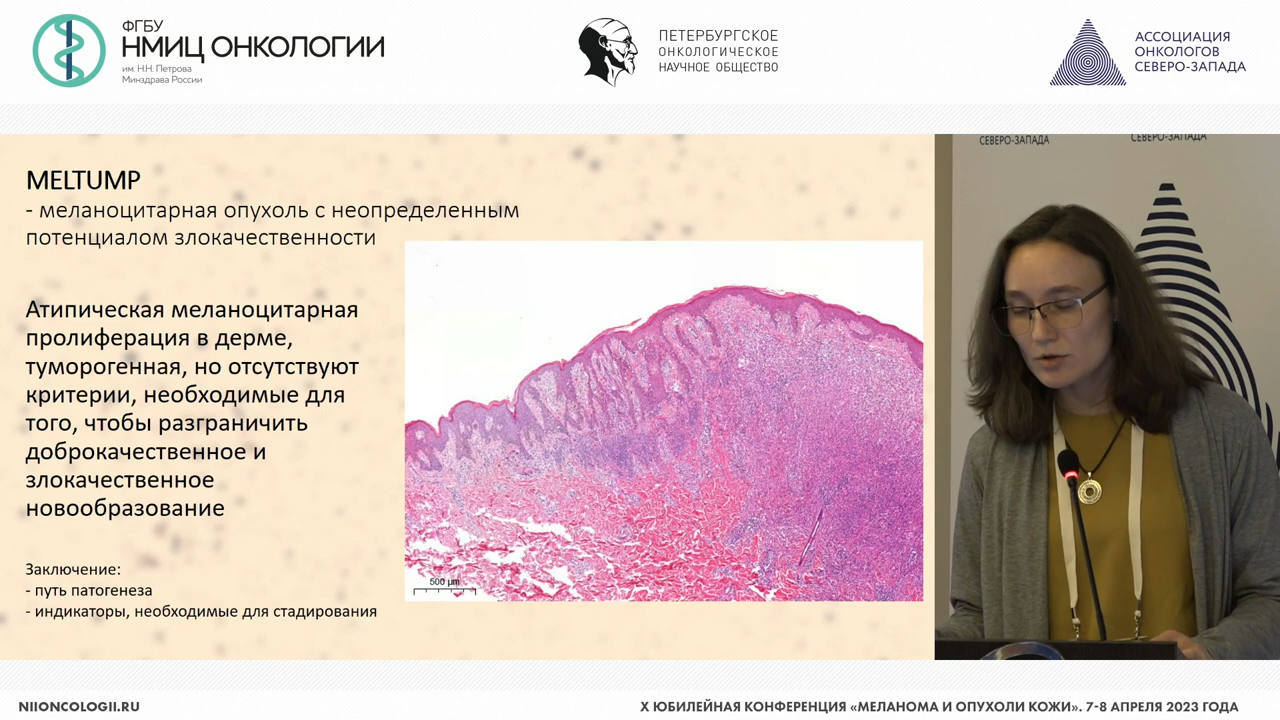 ФГБУ
НМИЦ ОНКОЛОГИИ
им. Н.Н. Петрова
Минздрава России
ПЕТЕРБУРГСКОЕ
ОНКОЛОГИЧЕСКОЕ
НАУЧНОЕ ОБЩЕСТВО
АССОЦИАЦИЯ
ОНКОЛОГОВ
СЕВЕРО-ЗАПАДА
MELTUMP
- меланоцитарная опухоль с неопределенным
потенциалом злокачественности
Атипическая меланоцитарная
пролиферация в дерме,
туморогенная, но отсутствуют
критерии, необходимые для
того, чтобы разграничить
доброкачественное и
злокачественное
новообразование
Заключение:
- путь патогенеза
- индикаторы, необходимые для стадирования
500 µm
СЕВЕРО-ЗАПАДА
СЕВЕРО-ЗАПАДА
NIIONCOLOGII.RU
X ЮБИЛЕЙНАЯ КОНФЕРЕНЦИЯ «МЕЛАНОМА И ОПУХОЛИ КОЖИ». 7-8 АПРЕЛЯ 2023 ГОДА